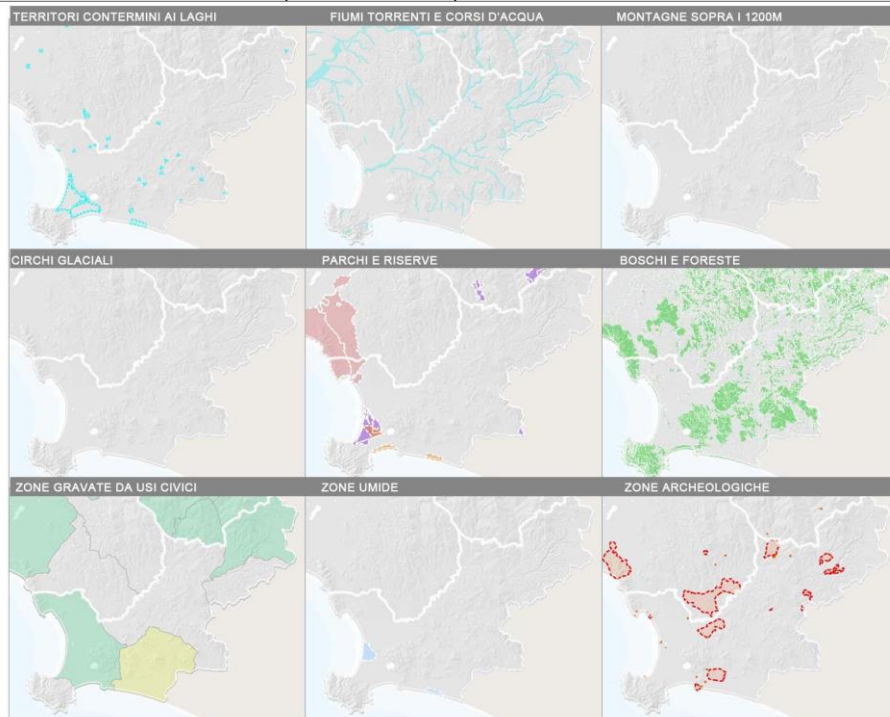 TERRITORI CONTERMINI AI LAGHI
FIUMI TORRENTI E CORSI D'ACQUA
MONTAGNE SOPRA I 1200M
CIRCHI GLACIALI
PARCHI E RISERVE
BOSCHI E FORESTE
ZONE GRAVATE DA USI CIVICI
ZONE UMIDE
ZONE ARCHEOLOGICHE